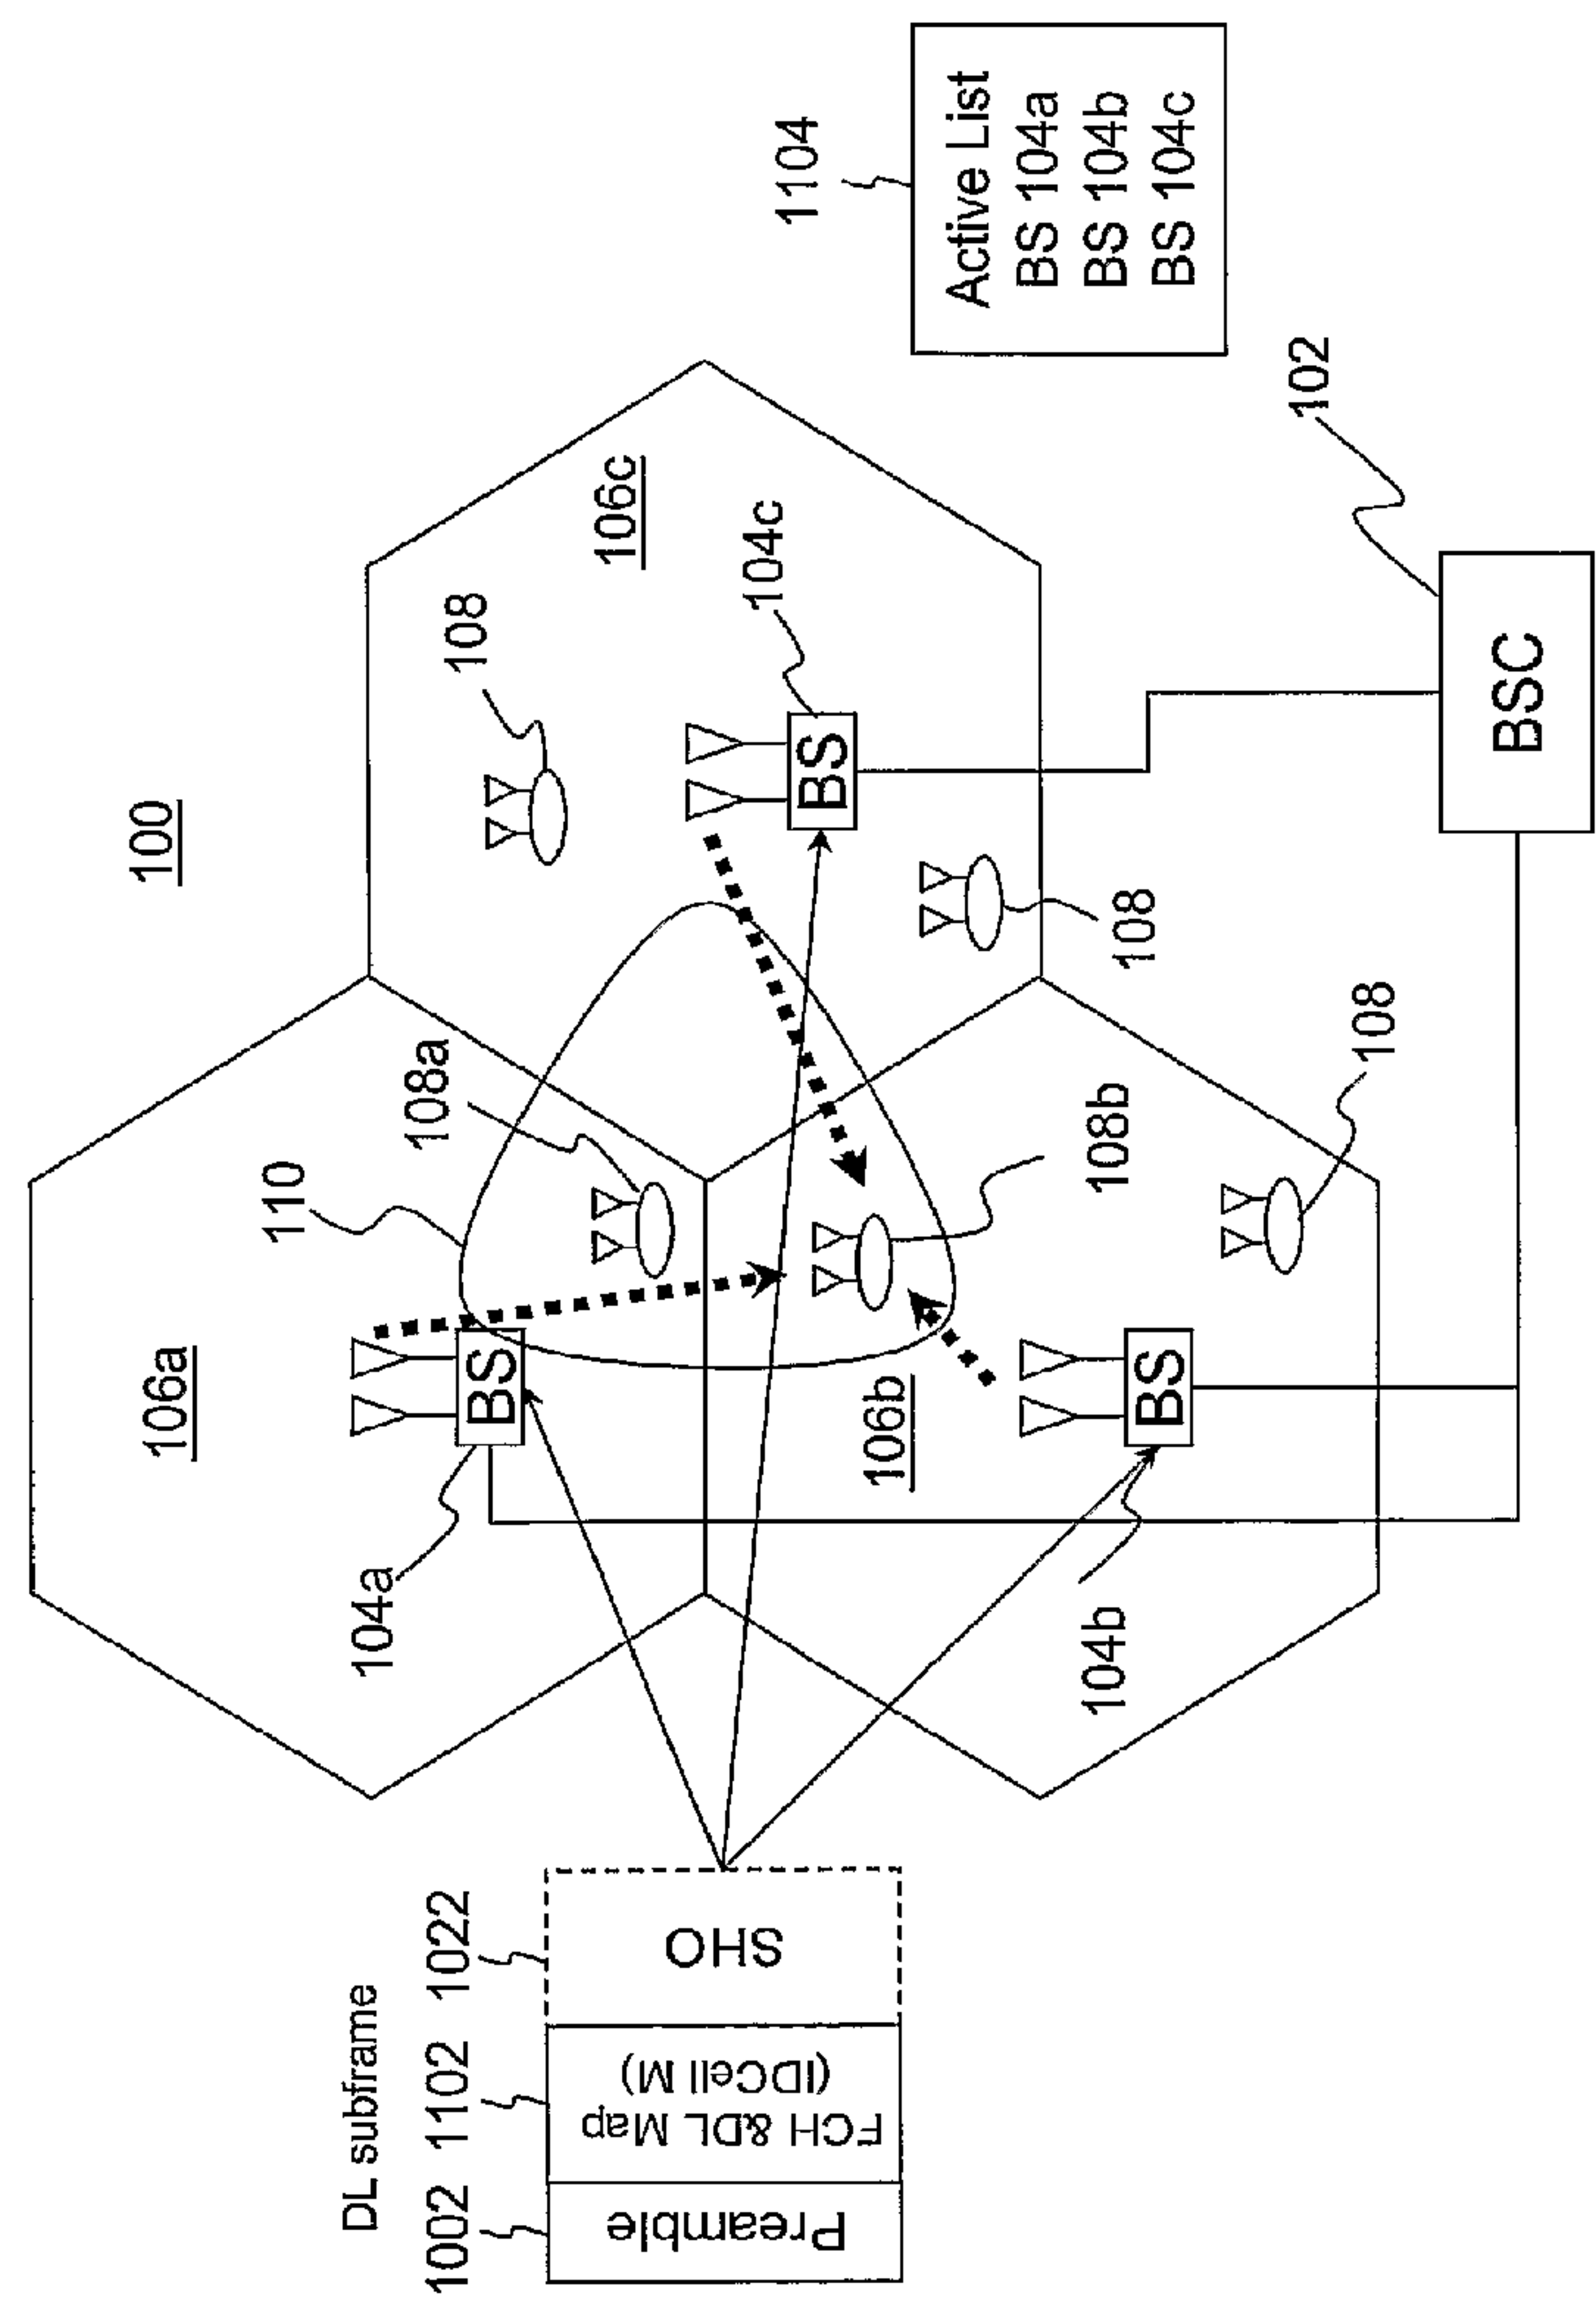 100
106a
110
DL subframe
104a
108a
1002 1102 1022
108
BS
106c
Preamble
FCH &DL Map
(IDCell M)
SHO
104c
1104
BS
106b
Active List
BS 104a
BS 104b
BS 104c
104b
108b
108
BS
102
108
BSC